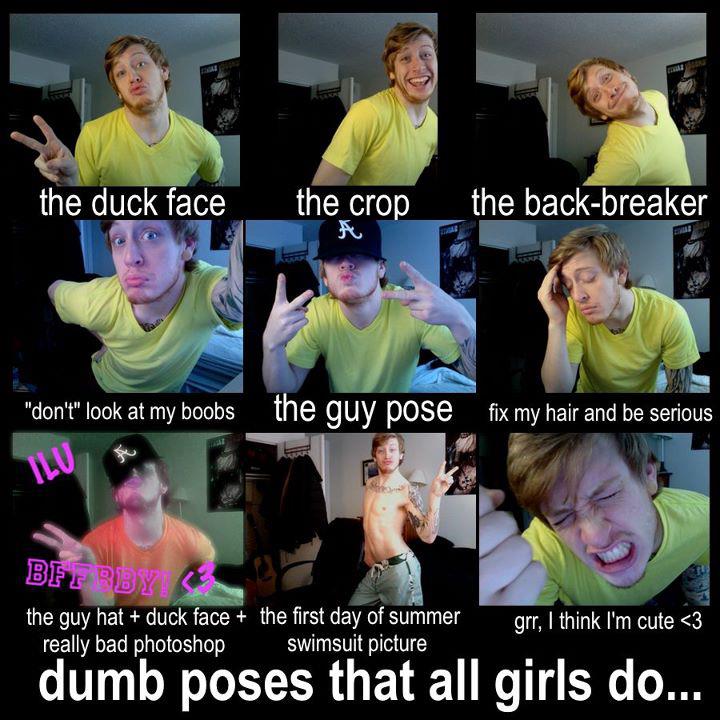 the duck face
the crop
the back-breaker
"don't" look at my boobs
the guy pose
fix my hair and be serious
A
ILU
A
BFFBBY! <3
the guy hat + duck face +
really bad photoshop
the first day of summer
swimsuit picture
grr, I think I'm cute <3
dumb poses that all girls do...